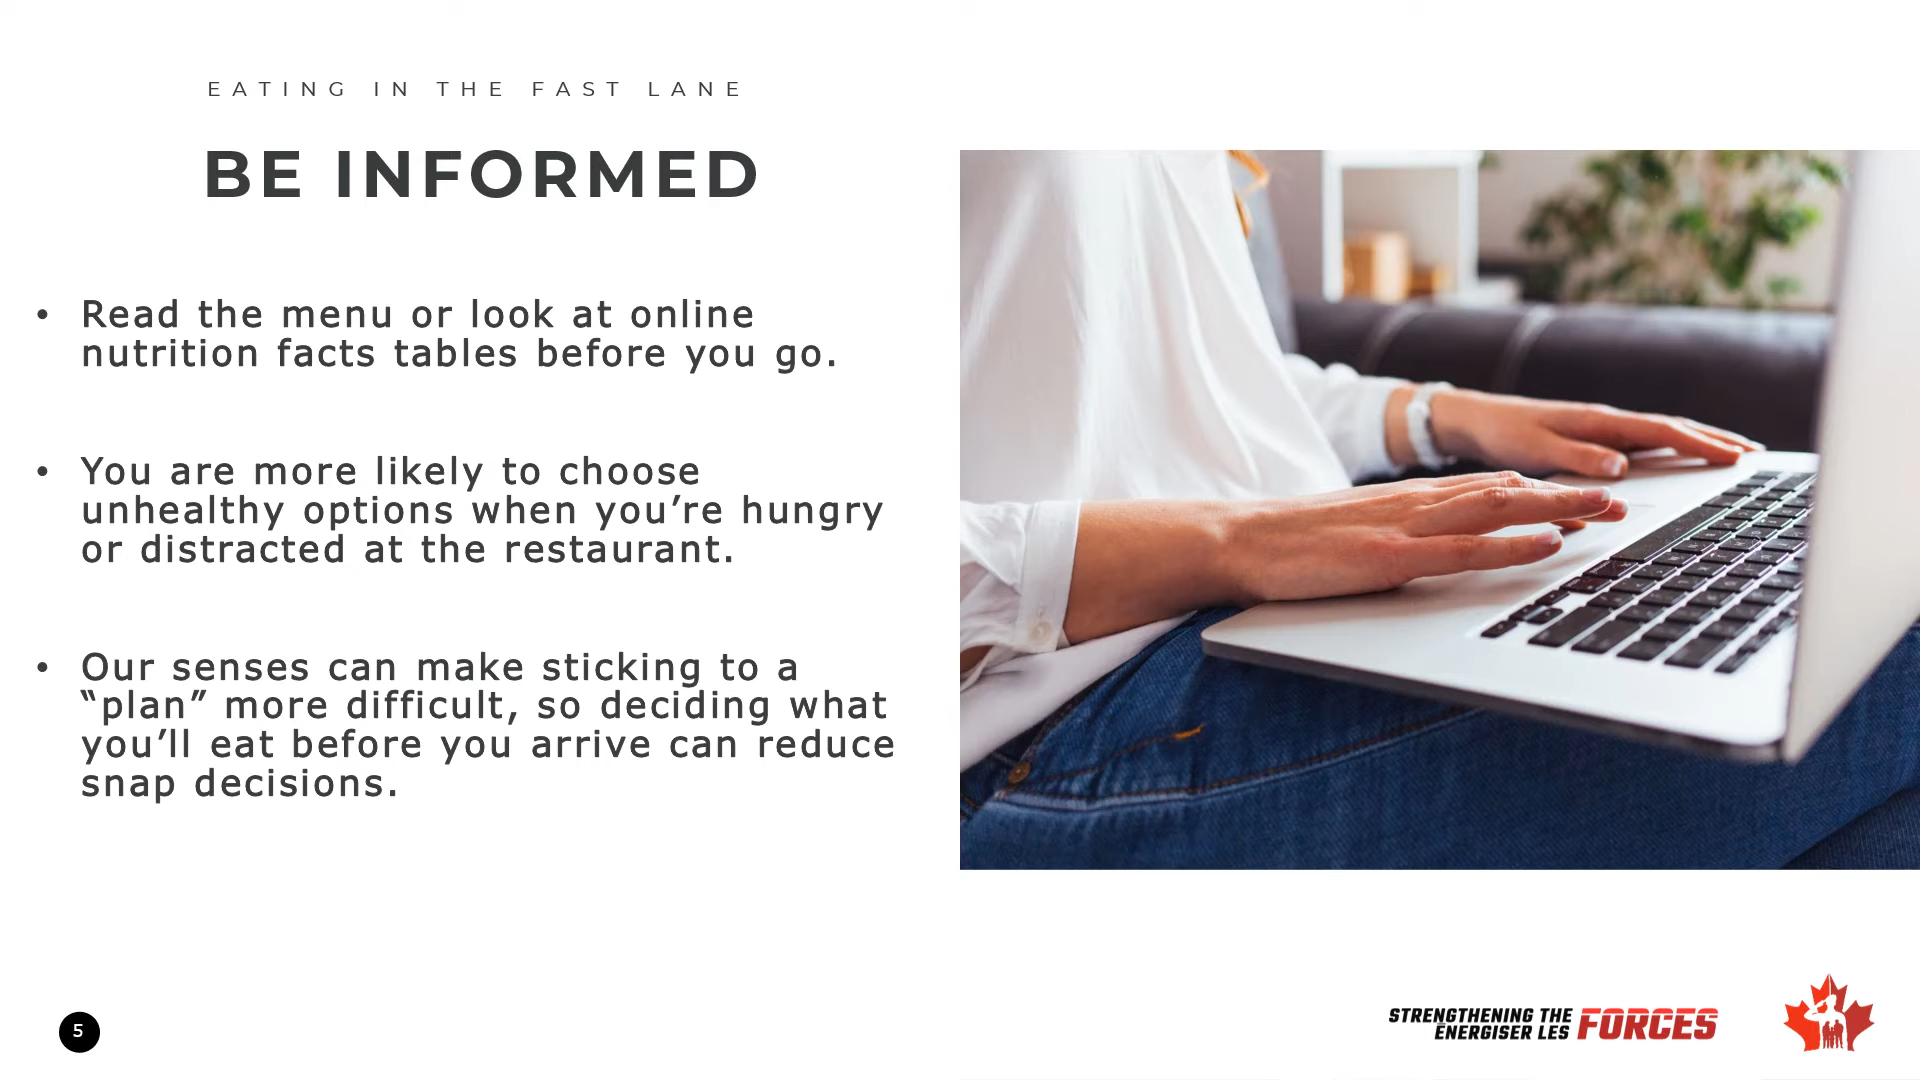 EATING IN THE FAST LANE
BE INFORMED
• Read the menu or look at online
nutrition facts tables before you go.
• You are more likely to choose
unhealthy options when you’re hungry
or distracted at the restaurant.
• Our senses can make sticking to a
“plan” more difficult, so deciding what
you’ll eat before you arrive can reduce
snap decisions.
5
STRENGTHENING THE
ÉNERGISER LES FORCES